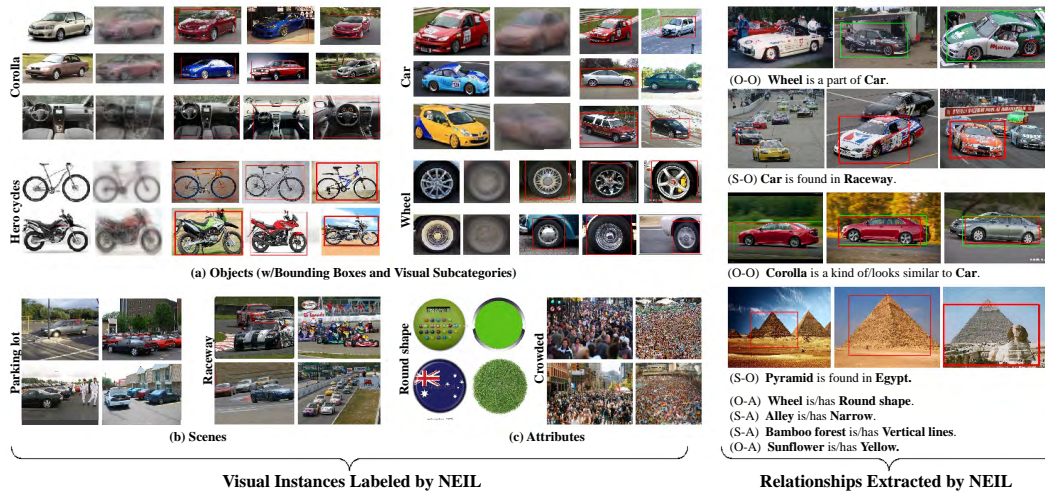 Corolla
Hero cycles
Car
Wheel
(a) Objects (w/Bounding Boxes and Visual Subcategories)
Parking lot
Raceway
(b) Scenes
Round shape
Crowded
(c) Attributes
Visual Instances Labeled by NEIL
(O-O) Wheel is a part of Car.
(S-O) Car is found in Raceway.
(O-O) Corolla is a kind of/looks similar to Car.
(S-O) Pyramid is found in Egypt.
(O-A) Wheel is/has Round shape.
(S-A) Alley is/has Narrow.
(S-A) Bamboo forest is/has Vertical lines.
(O-A) Sunflower is/has Yellow.
Relationships Extracted by NEIL